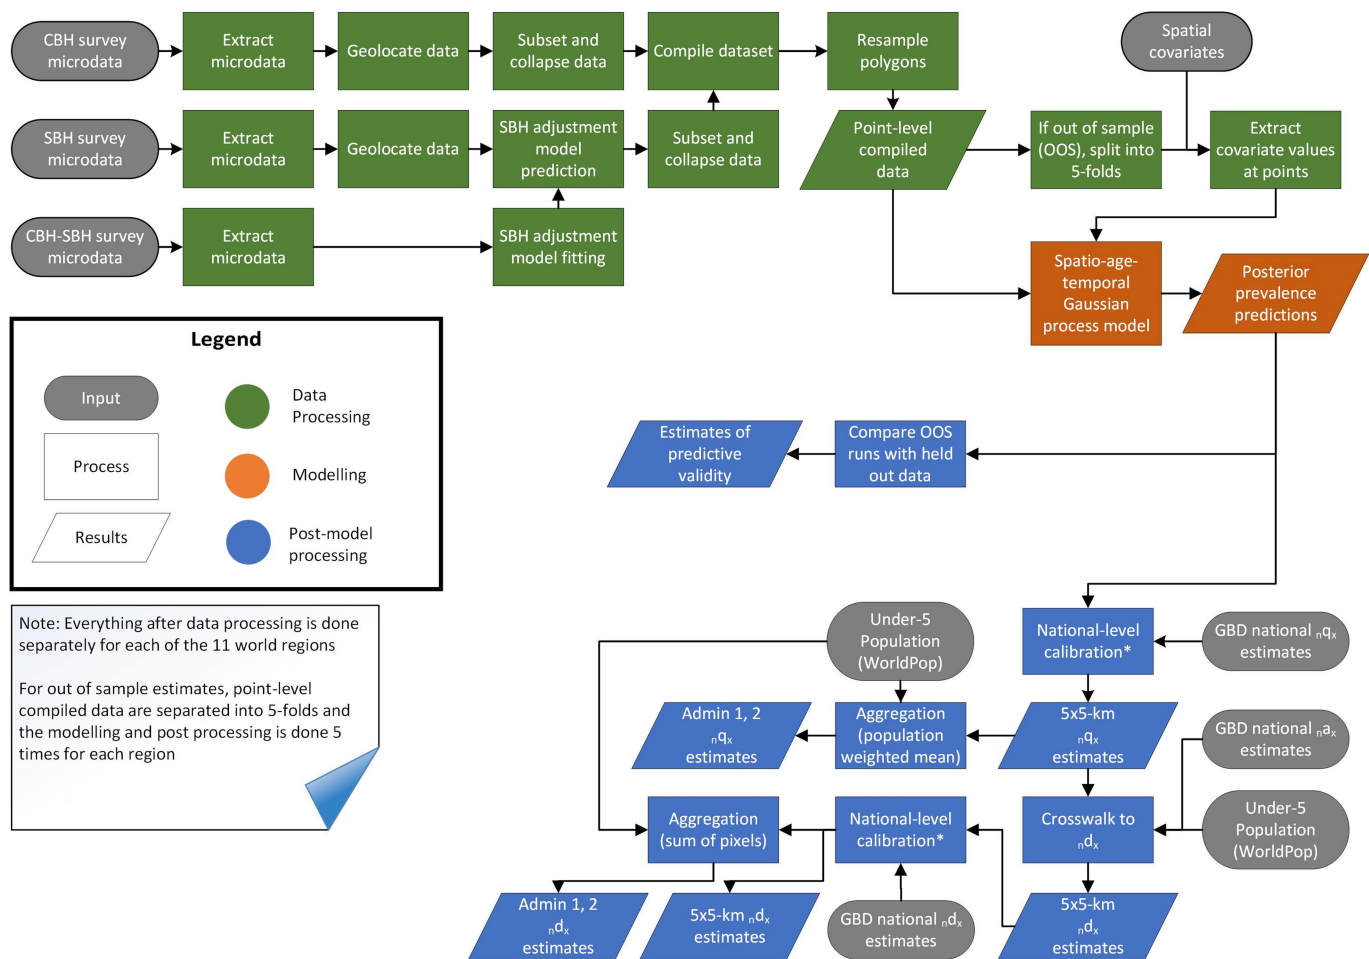 CBH survey
microdata
Extract
microdata
Geolocate data
Subset and
collapse data
Compile dataset
Resample
polygons
Spatial
covariates
SBH survey
microdata
Extract
microdata
Geolocate data
SBH adjustment
model
prediction
Subset and
collapse data
Point-level
compiled
data
If out of sample
(OOS), split into
5-folds
Extract
covariate values
at points
CBH-SBH survey
microdata
Extract
microdata
SBH adjustment
model fitting
Spatio-age-
temporal
Gaussian
process model
Posterior
prevalence
predictions
Legend
Input
Data
Processing
Process
Modelling
Results
Post-model
processing
Estimates of
predictive
validity
Compare OOS
runs with held
out data
Note: Everything after data processing is done
separately for each of the 11 world regions
For out of sample estimates, point-level
compiled data are separated into 5-folds and
the modelling and post processing is done 5
times for each region
Under-5
Population
(WorldPop)
National-level
calibration*
GBD national nqx
estimates
Admin 1, 2
nqx
estimates
Aggregation
(population
weighted mean)
5x5-km
nqx
estimates
GBD national nax
estimates
Aggregation
(sum of pixels)
National-level
calibration*
Crosswalk to
ndx
Under-5
Population
(WorldPop)
Admin 1, 2
ndx
estimates
5x5-km ndx
estimates
GBD national ndx
estimates
5x5-km
ndx
estimates